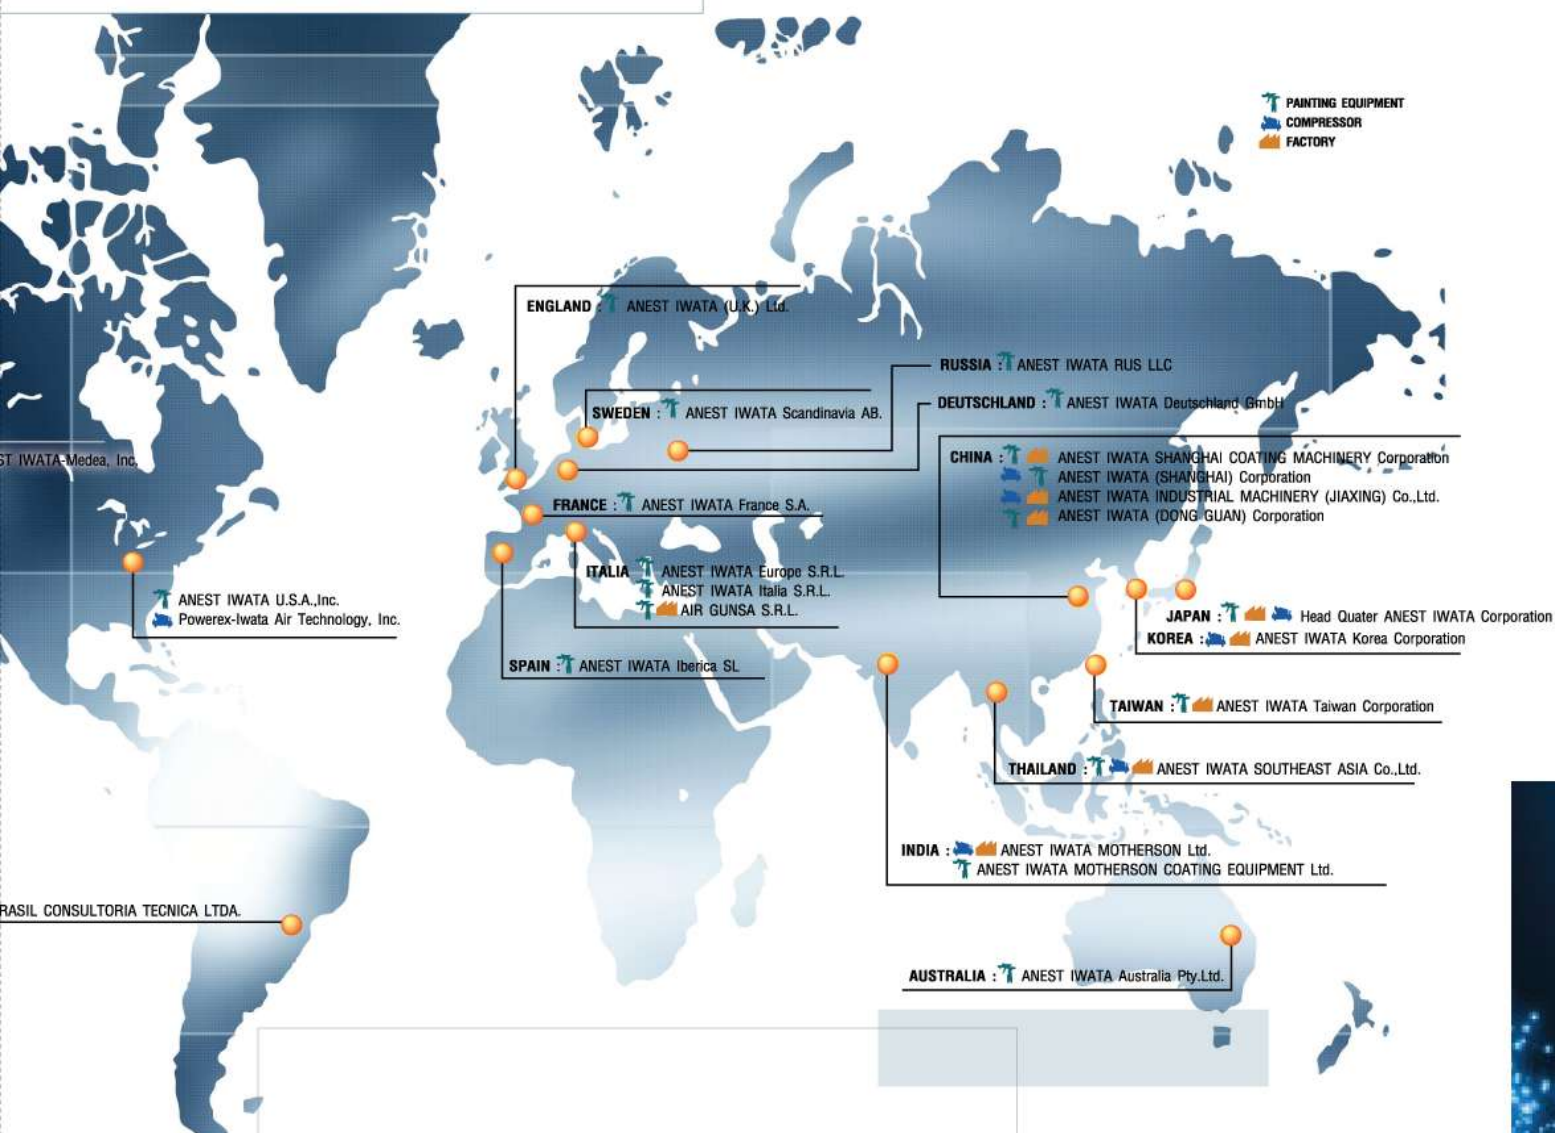 PAINTING EQUIPMENT
COMPRESSOR
FACTORY
ENGLAND : ANEST IWATA (U.K.) Ltd.
RUSSIA : ANEST IWATA RUS LLC
DEUTSCHLAND : ANEST IWATA Deutschland GmbH
SWEDEN : ANEST IWATA Scandinavia AB.
ST IWATA-Medea, Inc.
CHINA : ANEST IWATA SHANGHAI COATING MACHINERY Corporation
ANEST IWATA (SHANGHAI) Corporation
ANEST IWATA INDUSTRIAL MACHINERY (JIAXING) Co.,Ltd.
ANEST IWATA (DONG GUAN) Corporation
FRANCE : ANEST IWATA France S.A.
ITALIA ANEST IWATA Europe S.R.L.
ANEST IWATA Italia S.R.L.
AIR GUNSA S.R.L.
ANEST IWATA U.S.A.,Inc.
Powerex-Iwata Air Technology, Inc.
JAPAN : Head Quater ANEST IWATA Corporation
KOREA : ANEST IWATA Korea Corporation
SPAIN : ANEST IWATA Iberica SL
TAIWAN : ANEST IWATA Taiwan Corporation
THAILAND : ANEST IWATA SOUTHEAST ASIA Co.,Ltd.
INDIA : ANEST IWATA MOTHERSON Ltd.
ANEST IWATA MOTHERSON COATING EQUIPMENT Ltd.
RASIL CONSULTORIA TECNICA LTDA.
AUSTRALIA : ANEST IWATA Australia Pty.Ltd.